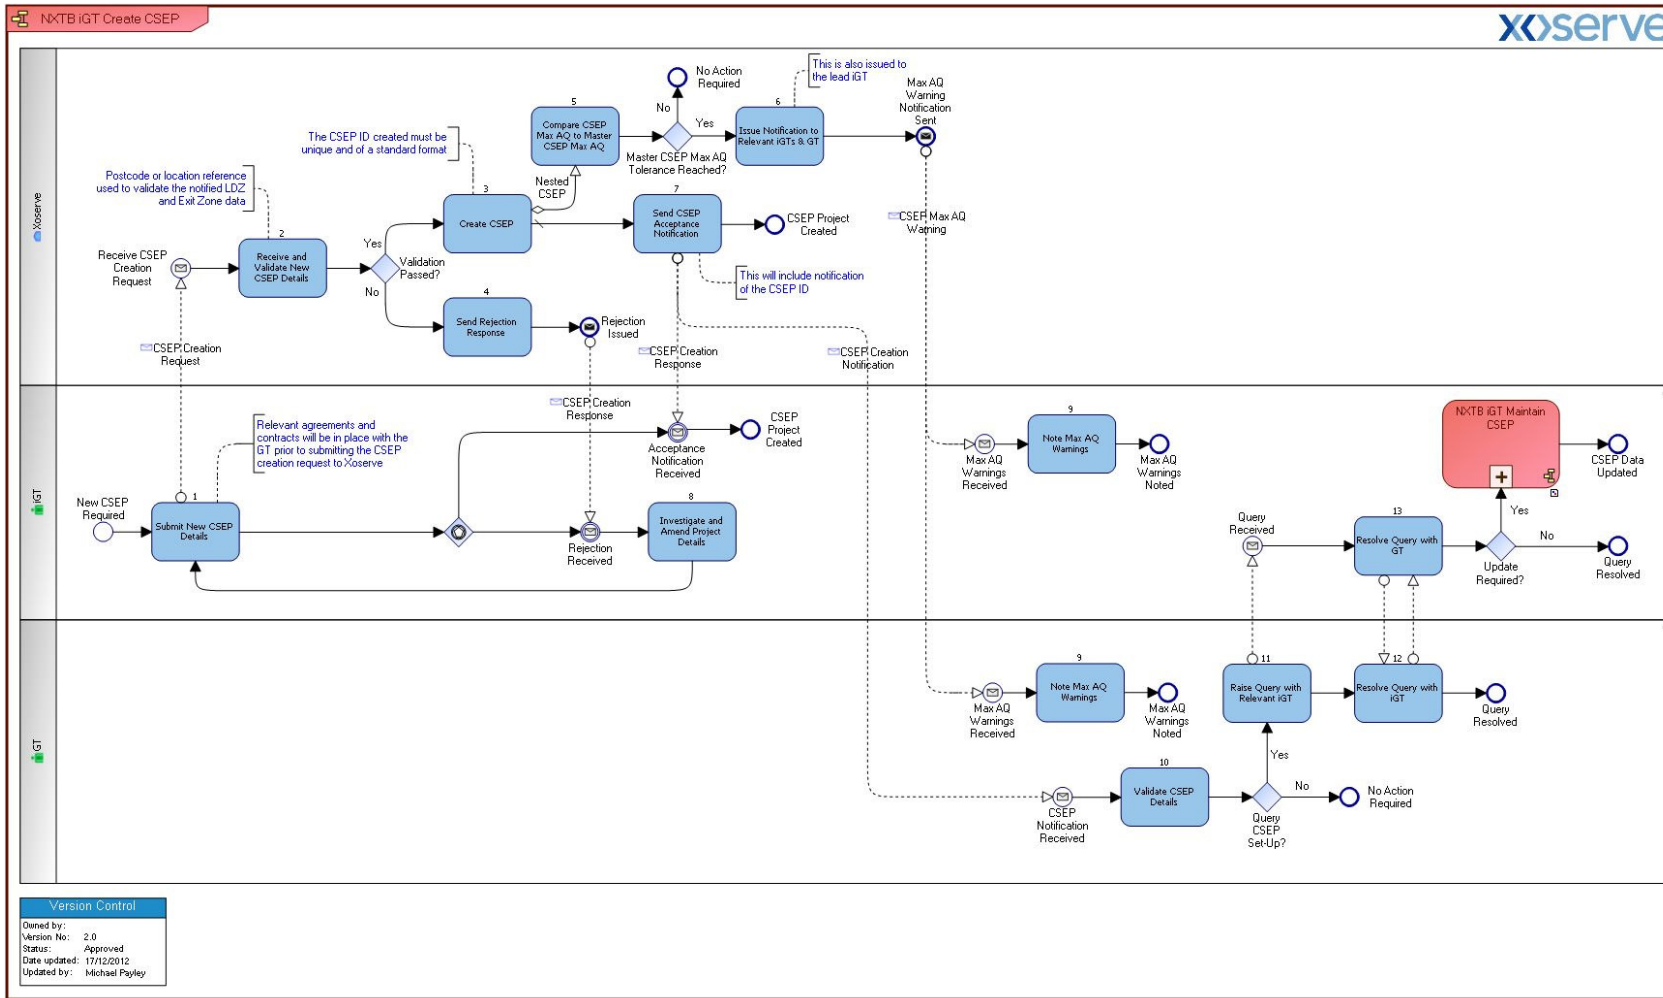 NXTB iGT Create CSEP
xoserve
Xoserve
This is also issued to
the lead iGT
No Action
Required
Max AQ
Warning
Notification
Sent
5
Compare CSEP
Max AQ to Master
CSEP Max AQ
No
Yes
6
Issue Notification to
Relevant iGTs & GT
Master CSEP Max AQ
Tolerance Reached?
The CSEP ID created must be
unique and of a standard format
Nested
CSEP
Postcode or location reference
used to validate the notified LDZ
and Exit Zone data
3
Create CSEP
7
Send CSEP
Acceptance
Notification
CSEP Project
Created
CSEP Max AQ
Warning
Receive CSEP
Creation
Request
2
Receive and
Validate New
CSEP Details
Yes
Validation
Passed?
No
This will include notification
of the CSEP ID
4
Send Rejection
Response
Rejection
Issued
CSEP Creation
Request
CSEP Creation
Response
CSEP Creation
Notification
iGT
CSEP Creation
Response
Relevant agreements and
contracts will be in place with the
GT prior to submitting the CSEP
creation request to Xoserve
CSEP
Project
Created
Acceptance
Notification
Received
9
Note Max AQ
Warnings
Max AQ
Warnings
Received
Max AQ
Warnings
Noted
NXTB iGT Maintain
CSEP
CSEP Data
Updated
New CSEP
Required
1
Submit New CSEP
Details
Rejection
Received
8
Investigate and
Amend Project
Details
Query
Received
13
Resolve Query with
GT
Yes
No
Update
Required?
Query
Resolved
GT
Max AQ
Warnings
Received
9
Note Max AQ
Warnings
Max AQ
Warnings
Noted
11
Raise Query with
Relevant iGT
12
Resolve Query with
iGT
Query
Resolved
Yes
CSEP
Notification
Received
10
Validate CSEP
Details
No
Query
CSEP
Set-Up?
No Action
Required
Version Control
Owned by:
Version No: 2.0
Status: Approved
Date updated: 17/12/2012
Updated by: Michael Payley